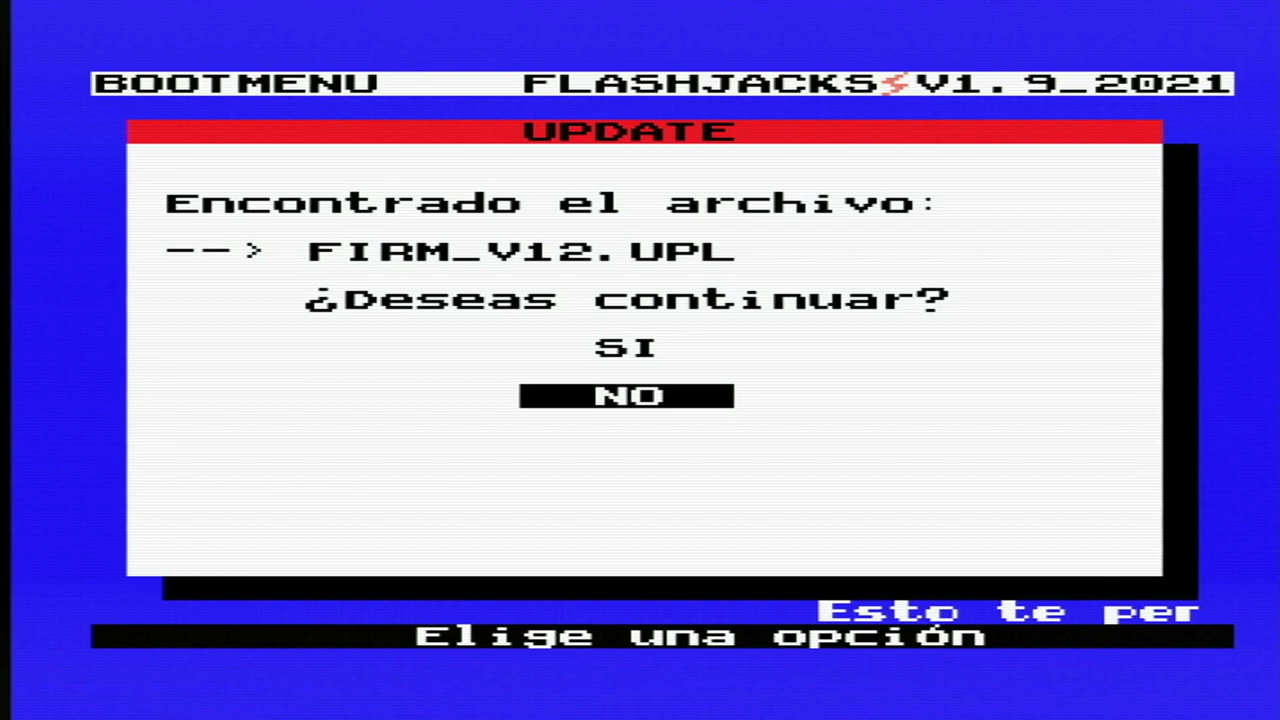 BOOTMENU FLASHJACKS V1.9_2021
UPDATE
Encontrado el archivo:
--> FIRM_V12.UPL
¿Deseas continuar?
SI
NO
Esto te per
Elige una opción